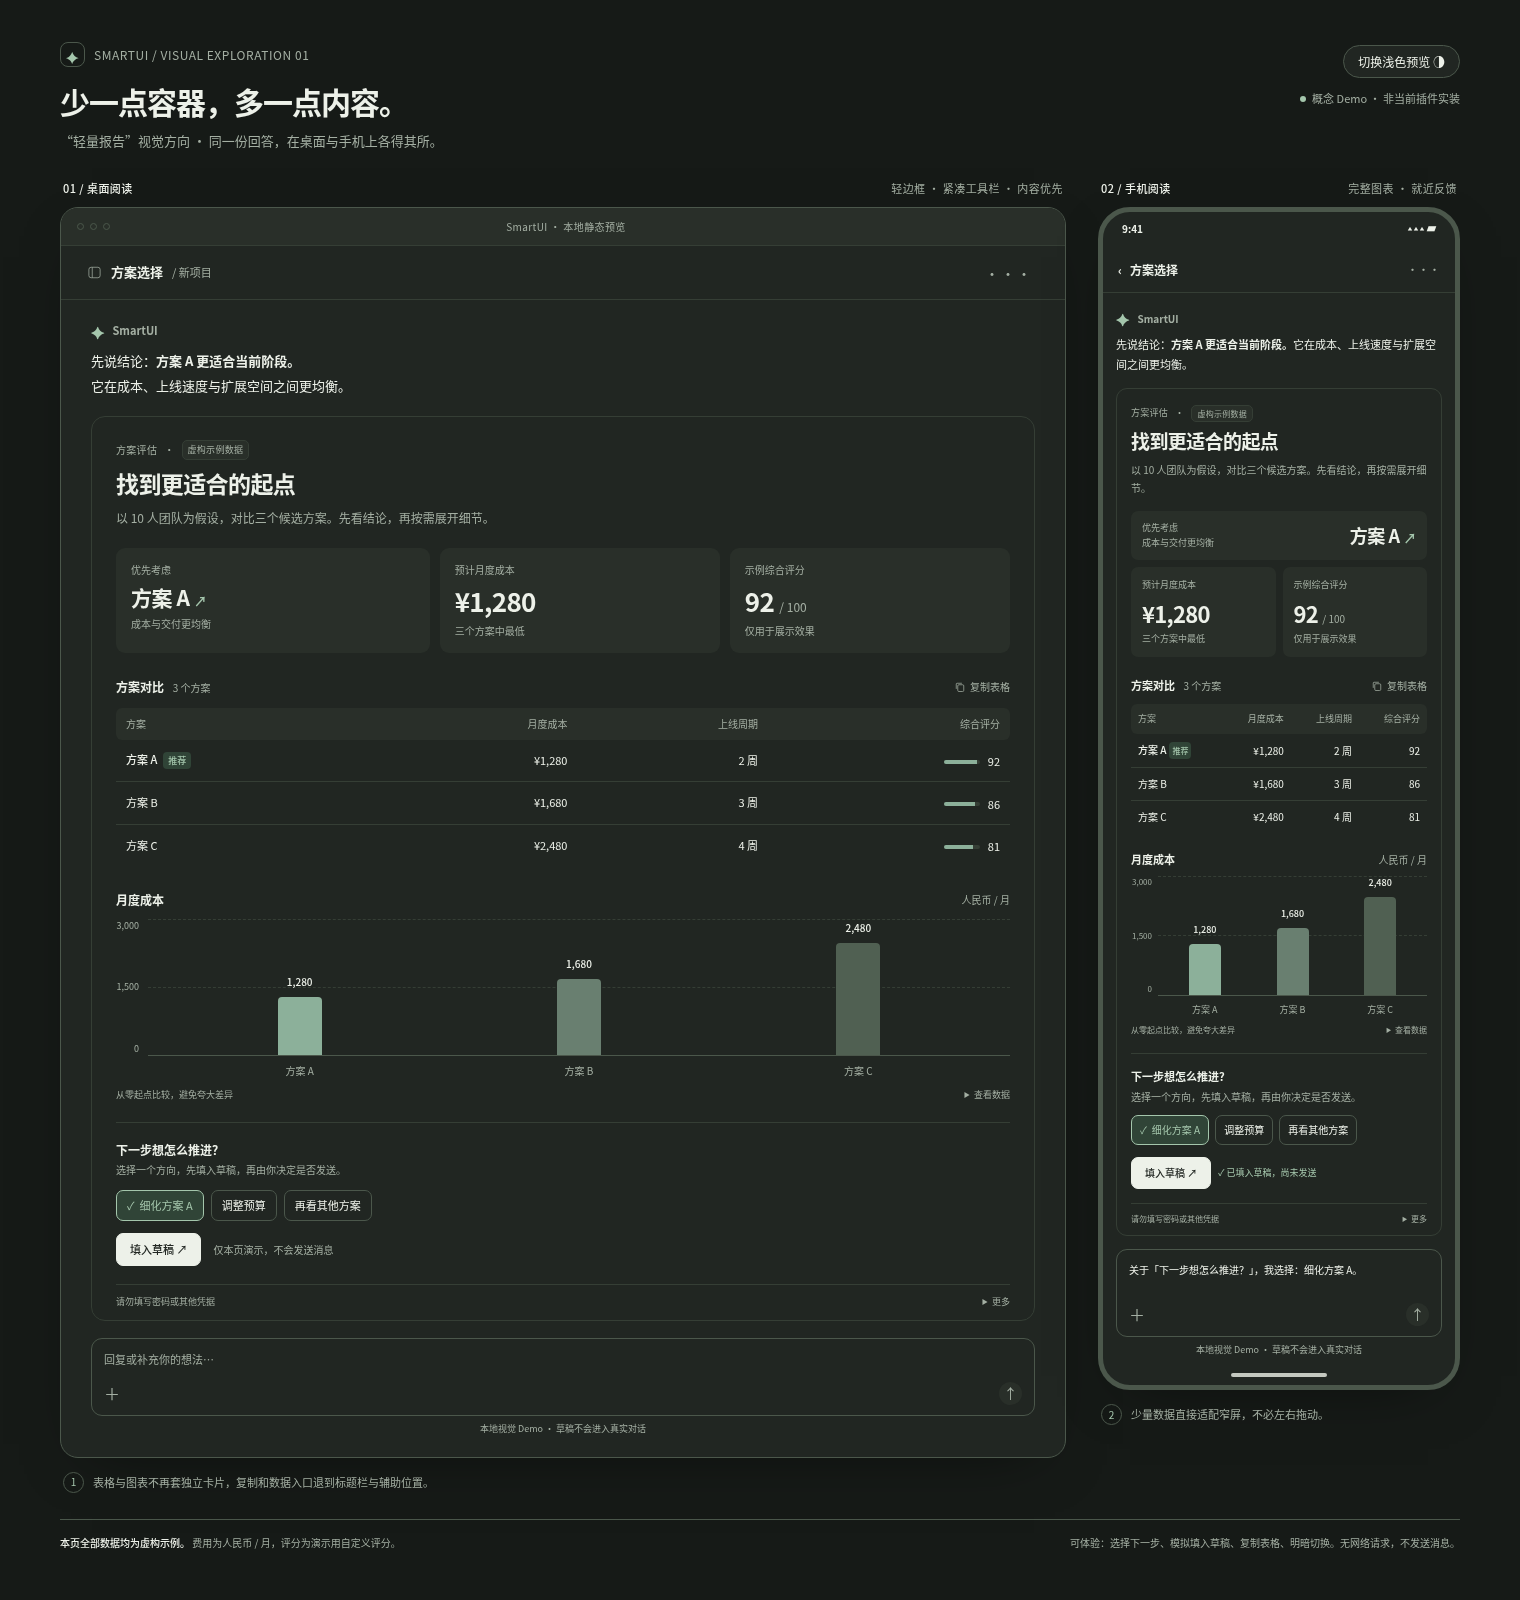 SMARTUI / VISUAL EXPLORATION 01
切换浅色预览
少一点容器，多一点内容。
概念 Demo · 非当前插件实装
“轻量报告”视觉方向 · 同一份回答，在桌面与手机上各得其所。
01 / 桌面阅读
轻边框 · 紧凑工具栏 · 内容优先
SmartUI · 本地静态预览
方案选择 / 新项目
SmartUI
先说结论：方案 A 更适合当前阶段。
它在成本、上线速度与扩展空间之间更均衡。
方案评估 · 虚构示例数据
找到更适合的起点
以 10 人团队为假设，对比三个候选方案。先看结论，再按需展开细节。
优先考虑
方案 A ↗
成本与交付更均衡
预计月度成本
¥1,280
三个方案中最低
示例综合评分
92 / 100
仅用于展示效果
方案对比 3 个方案
复制表格
方案 月度成本 上线周期 综合评分
方案 A 推荐 ¥1,280 2 周 92
方案 B ¥1,680 3 周 86
方案 C ¥2,480 4 周 81
月度成本
人民币 / 月
3,000
1,500
0
1,280
1,680
2,480
方案 A 方案 B 方案 C
从零起点比较，避免夸大差异
▶ 查看数据
下一步想怎么推进？
选择一个方向，先填入草稿，再由你决定是否发送。
✓ 细化方案 A 调整预算 再看其他方案
填入草稿 ↗ 仅本页演示，不会发送消息
请勿填写密码或其他凭据
▶ 更多
回复或补充你的想法…
本地视觉 Demo · 草稿不会进入真实对话
1 表格与图表不再套独立卡片，复制和数据入口退到标题栏与辅助位置。
02 / 手机阅读
完整图表 · 就近反馈
9:41
‹ 方案选择
SmartUI
先说结论：方案 A 更适合当前阶段。它在成本、上线速度与扩展空
间之间更均衡。
方案评估 · 虚构示例数据
找到更适合的起点
以 10 人团队为假设，对比三个候选方案。先看结论，再按需展开细
节。
优先考虑
成本与交付更均衡
方案 A ↗
预计月度成本
¥1,280
三个方案中最低
示例综合评分
92 / 100
仅用于展示效果
方案对比 3 个方案
复制表格
方案 月度成本 上线周期 综合评分
方案 A 推荐 ¥1,280 2 周 92
方案 B ¥1,680 3 周 86
方案 C ¥2,480 4 周 81
月度成本
人民币 / 月
3,000
1,500
0
1,280
1,680
2,480
方案 A 方案 B 方案 C
从零起点比较，避免夸大差异
▶ 查看数据
下一步想怎么推进？
选择一个方向，先填入草稿，再由你决定是否发送。
✓ 细化方案 A 调整预算 再看其他方案
填入草稿 ↗ ✓已填入草稿，尚未发送
请勿填写密码或其他凭据
▶ 更多
关于「下一步想怎么推进？」，我选择：细化方案 A。
本地视觉 Demo · 草稿不会进入真实对话
2 少量数据直接适配窄屏，不必左右拖动。
本页全部数据均为虚构示例。费用为人民币 / 月，评分为演示用自定义评分。
可体验：选择下一步、模拟填入草稿、复制表格、明暗切换。无网络请求，不发送消息。